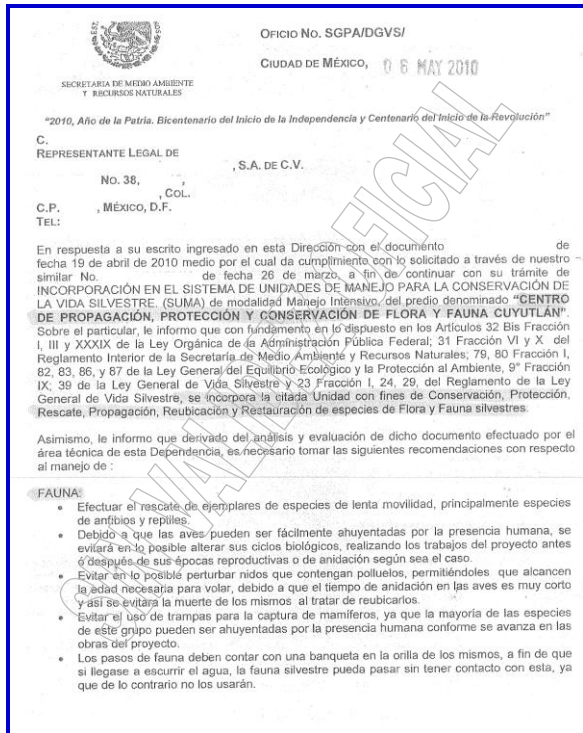 OFICIO No. SGPA/DGVS/
CIUDAD DE MÉXICO, 06 MAY 2010
SECRETARIA DE MEDIO AMBIENTE
Y RECURSOS NATURALES
"2010, Año de la Patria. Bicentenario del Inicio de la Independencia y Centenario del Inicio de la Revolución"
C.
REPRESENTANTE LEGAL DE
, S.A. DE C.V.
No. 38, ,
, COL.
C.P. , MÉXICO, D.F.
TEL:
En respuesta a su escrito ingresado en esta Dirección con el documento de
fecha 19 de abril de 2010 medio por el cual da cumplimiento con lo solicitado a través de nuestro
similar No. de fecha 26 de marzo, a fin de continuar con su trámite de
INCORPORACIÓN EN EL SISTEMA DE UNIDADES DE MANEJO PARA LA CONSERVACIÓN DE
LA VIDA SILVESTRE, (SUMA) de modalidad Manejo Intensivo, del predio denominado "CENTRO
DE PROPAGACIÓN, PROTECCIÓN Y CONSERVACIÓN DE FLORA Y FAUNA CUYUTLÁN".
Sobre el particular, le informo que con fundamento en lo dispuesto en los Artículos 32 Bis Fracción
I, III y XXXIX de la Ley Orgánica de la Administración Pública Federal; 31 Fracción VI y X del
Reglamento Interior de la Secretaría de Medio Ambiente y Recursos Naturales; 79, 80 Fracción I,
82, 83, 86, y 87 de la Ley General del Equilibrio Ecológico y la Protección al Ambiente, 9° Fracción
IX; 39 de la Ley General de Vida Silvestre y 23 Fracción I, 24, 29, del Reglamento de la Ley
General de Vida Silvestre, se incorpora la citada Unidad con fines de Conservación, Protección,
Rescate, Propagación, Reubicación y Restauración de especies de Flora y Fauna silvestres.
Asimismo, le informo que derivado del análisis y evaluación de dicho documento efectuado por el
área técnica de esta Dependencia, es necesario tomar las siguientes recomendaciones con respecto
al manejo de :
FAUNA:
• Efectuar el rescate de ejemplares de especies de lenta movilidad, principalmente especies
de anfibios y reptiles.
• Debido a que las aves pueden ser fácilmente ahuyentadas por la presencia humana, se
evitará en lo posible alterar sus ciclos biológicos, realizando los trabajos del proyecto antes
ó después de sus épocas reproductivas o de anidación según sea el caso.
• Evitar en lo posible perturbar nidos que contengan polluelos, permitiéndoles que alcancen
la edad necesaria para volar, debido a que el tiempo de anidación en las aves es muy corto
y así se evitara la muerte de los mismos al tratar de reubicarlos.
• Evitar el uso de trampas para la captura de mamíferos, ya que la mayoría de las especies
de este grupo pueden ser ahuyentadas por la presencia humana conforme se avanza en las
obras del proyecto.
• Los pasos de fauna deben contar con una banqueta en la orilla de los mismos, a fin de que
si llegase a escurrir el agua, la fauna silvestre pueda pasar sin tener contacto con esta, ya
que de lo contrario no los usarán.
SIN VALIDEZ OFICIAL